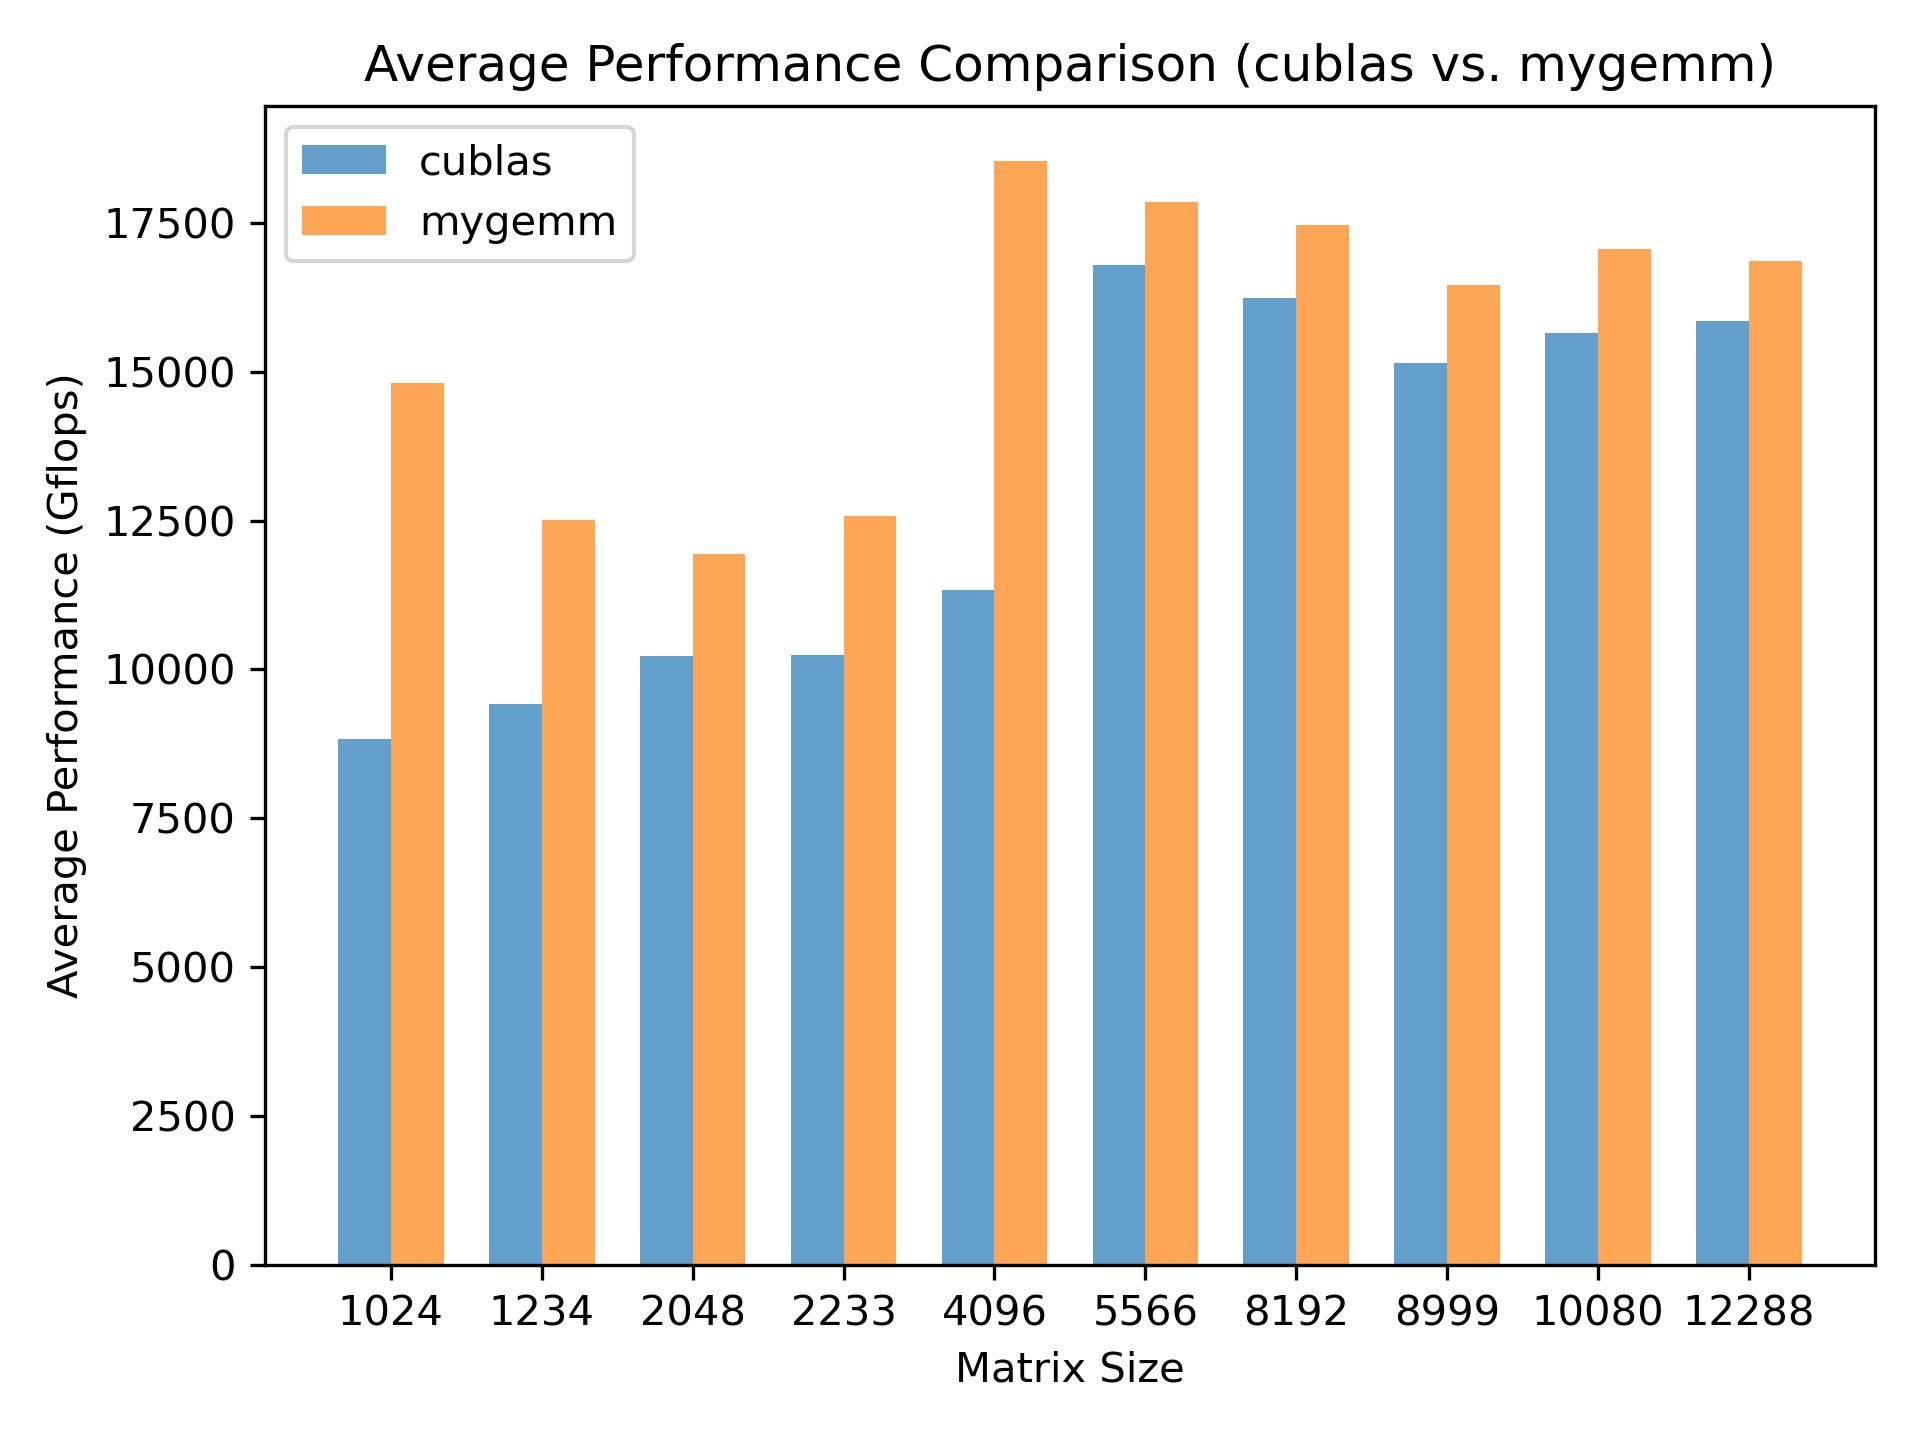 Average Performance Comparison (cublas vs. mygemm)
cublas
mygemm
Average Performance (Gflops)
17500
15000
12500
10000
7500
5000
2500
0
1024 1234 2048 2233 4096 5566 8192 8999 10080 12288
Matrix Size